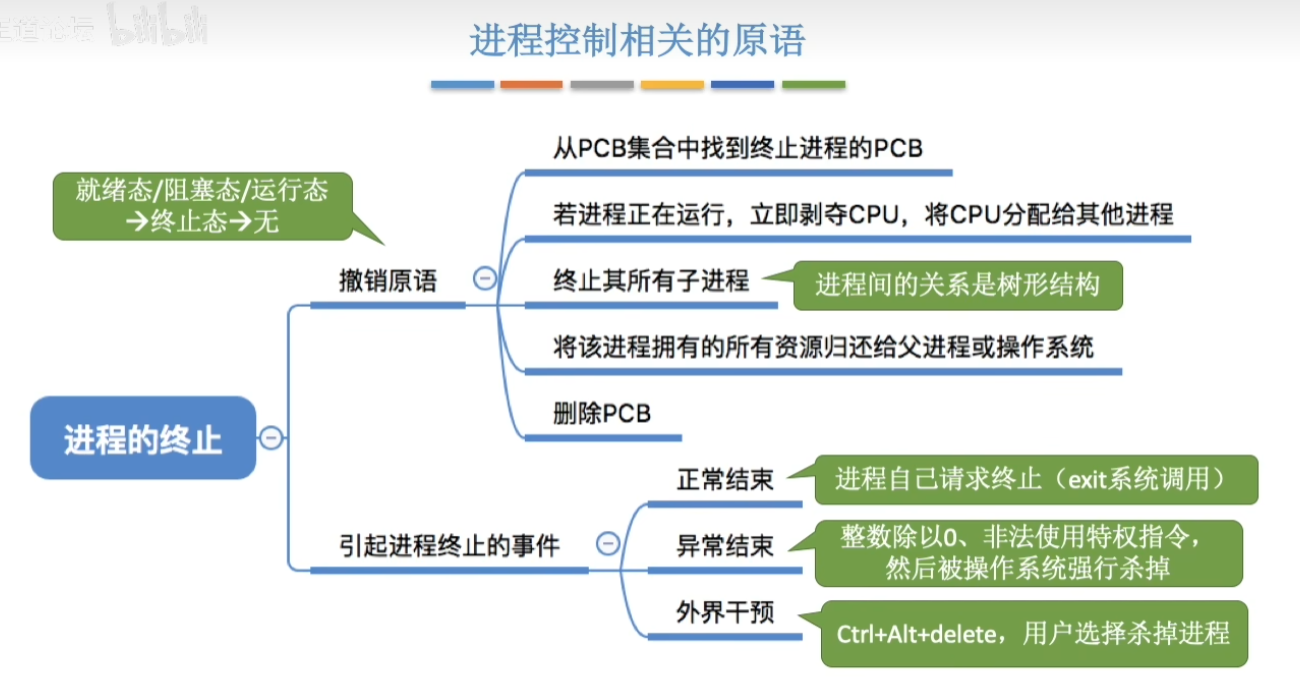 bilibili
进程控制相关的原语
从PCB集合中找到终止进程的PCB
就绪态/阻塞态/运行态
→终止态→无
若进程正在运行，立即剥夺CPU，将CPU分配给其他进程
撤销原语
终止其所有子进程
进程间的关系是树形结构
将该进程拥有的所有资源归还给父进程或操作系统
删除PCB
进程的终止
正常结束
进程自己请求终止（exit系统调用）
引起进程终止的事件
异常结束
整数除以0、非法使用特权指令，
然后被操作系统强行杀掉
外界干预
Ctrl+Alt+delete，用户选择杀掉进程